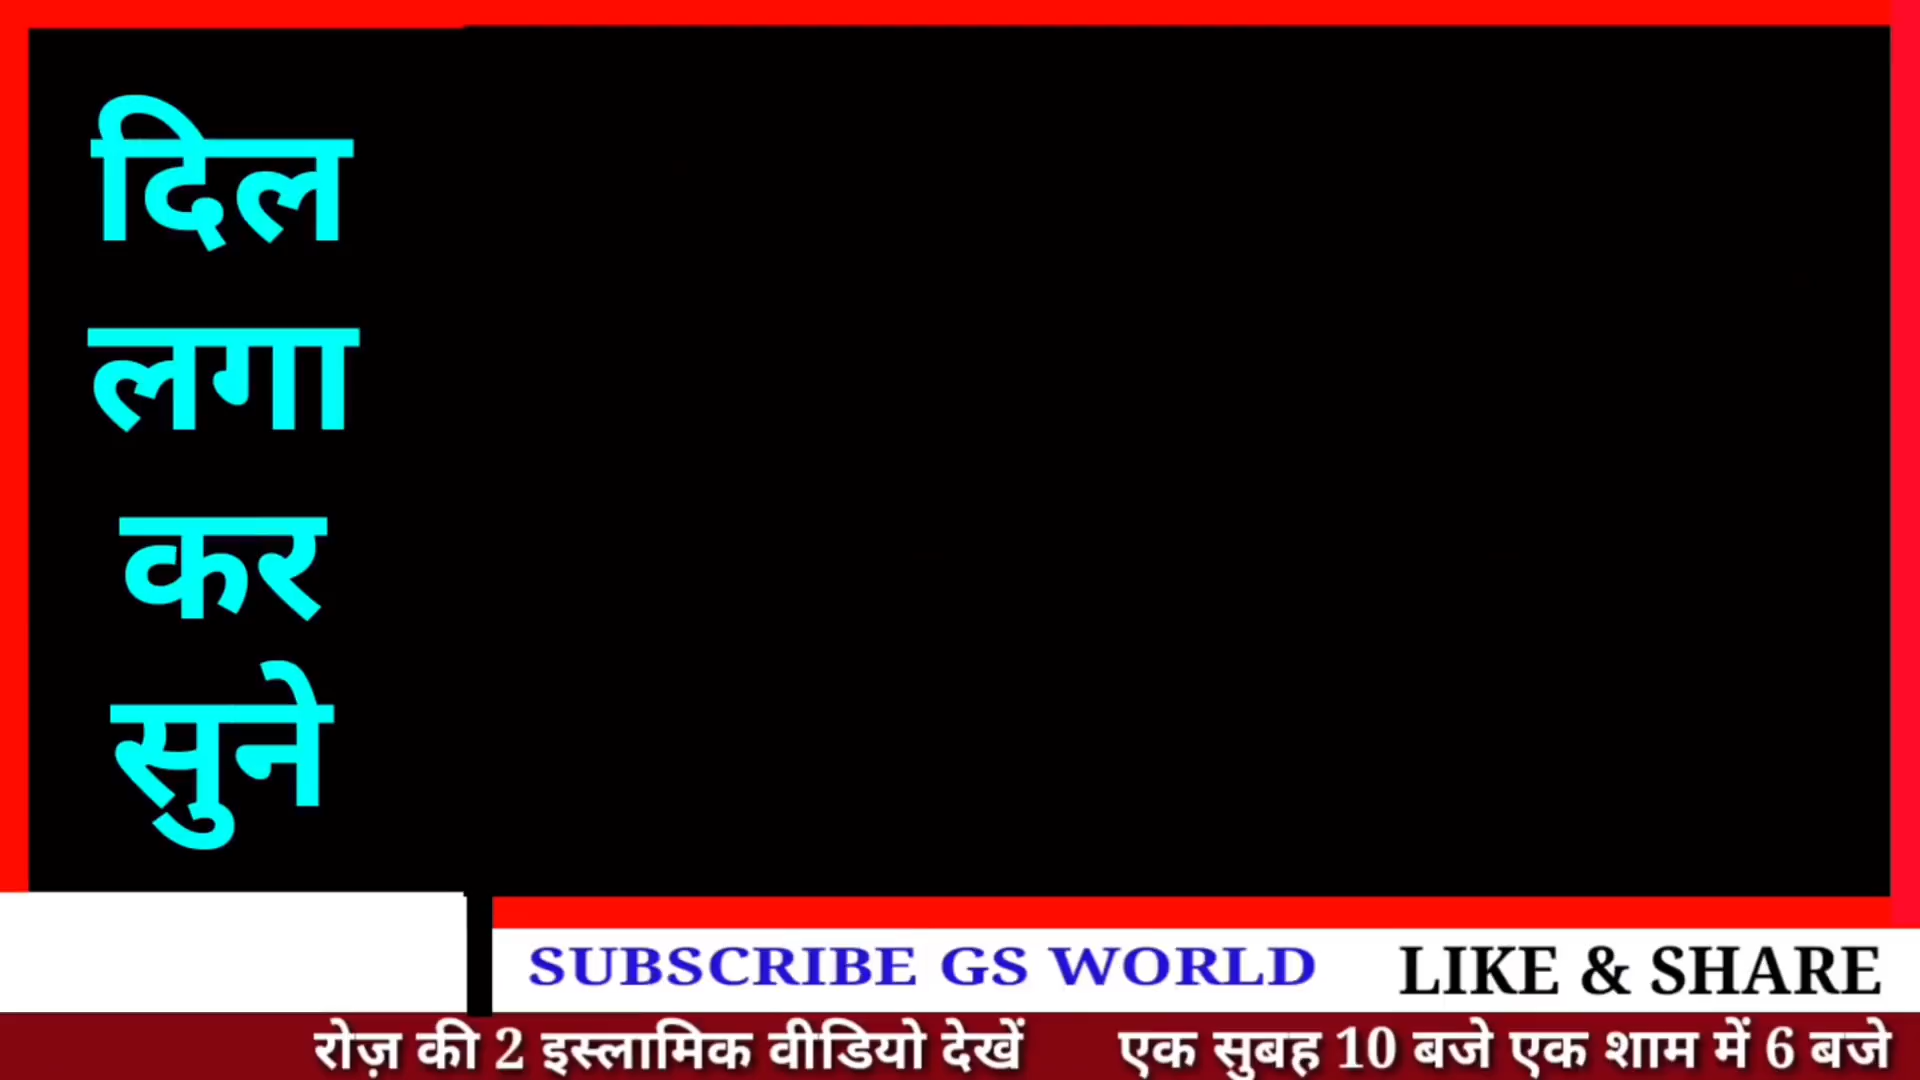 दिल
लगा
कर
सुने
SUBSCRIBE GS WORLD LIKE & SHARE
रोज़ की 2 इस्लामिक वीडियो देखें एक सुबह 10 बजे एक शाम में 6 बजे